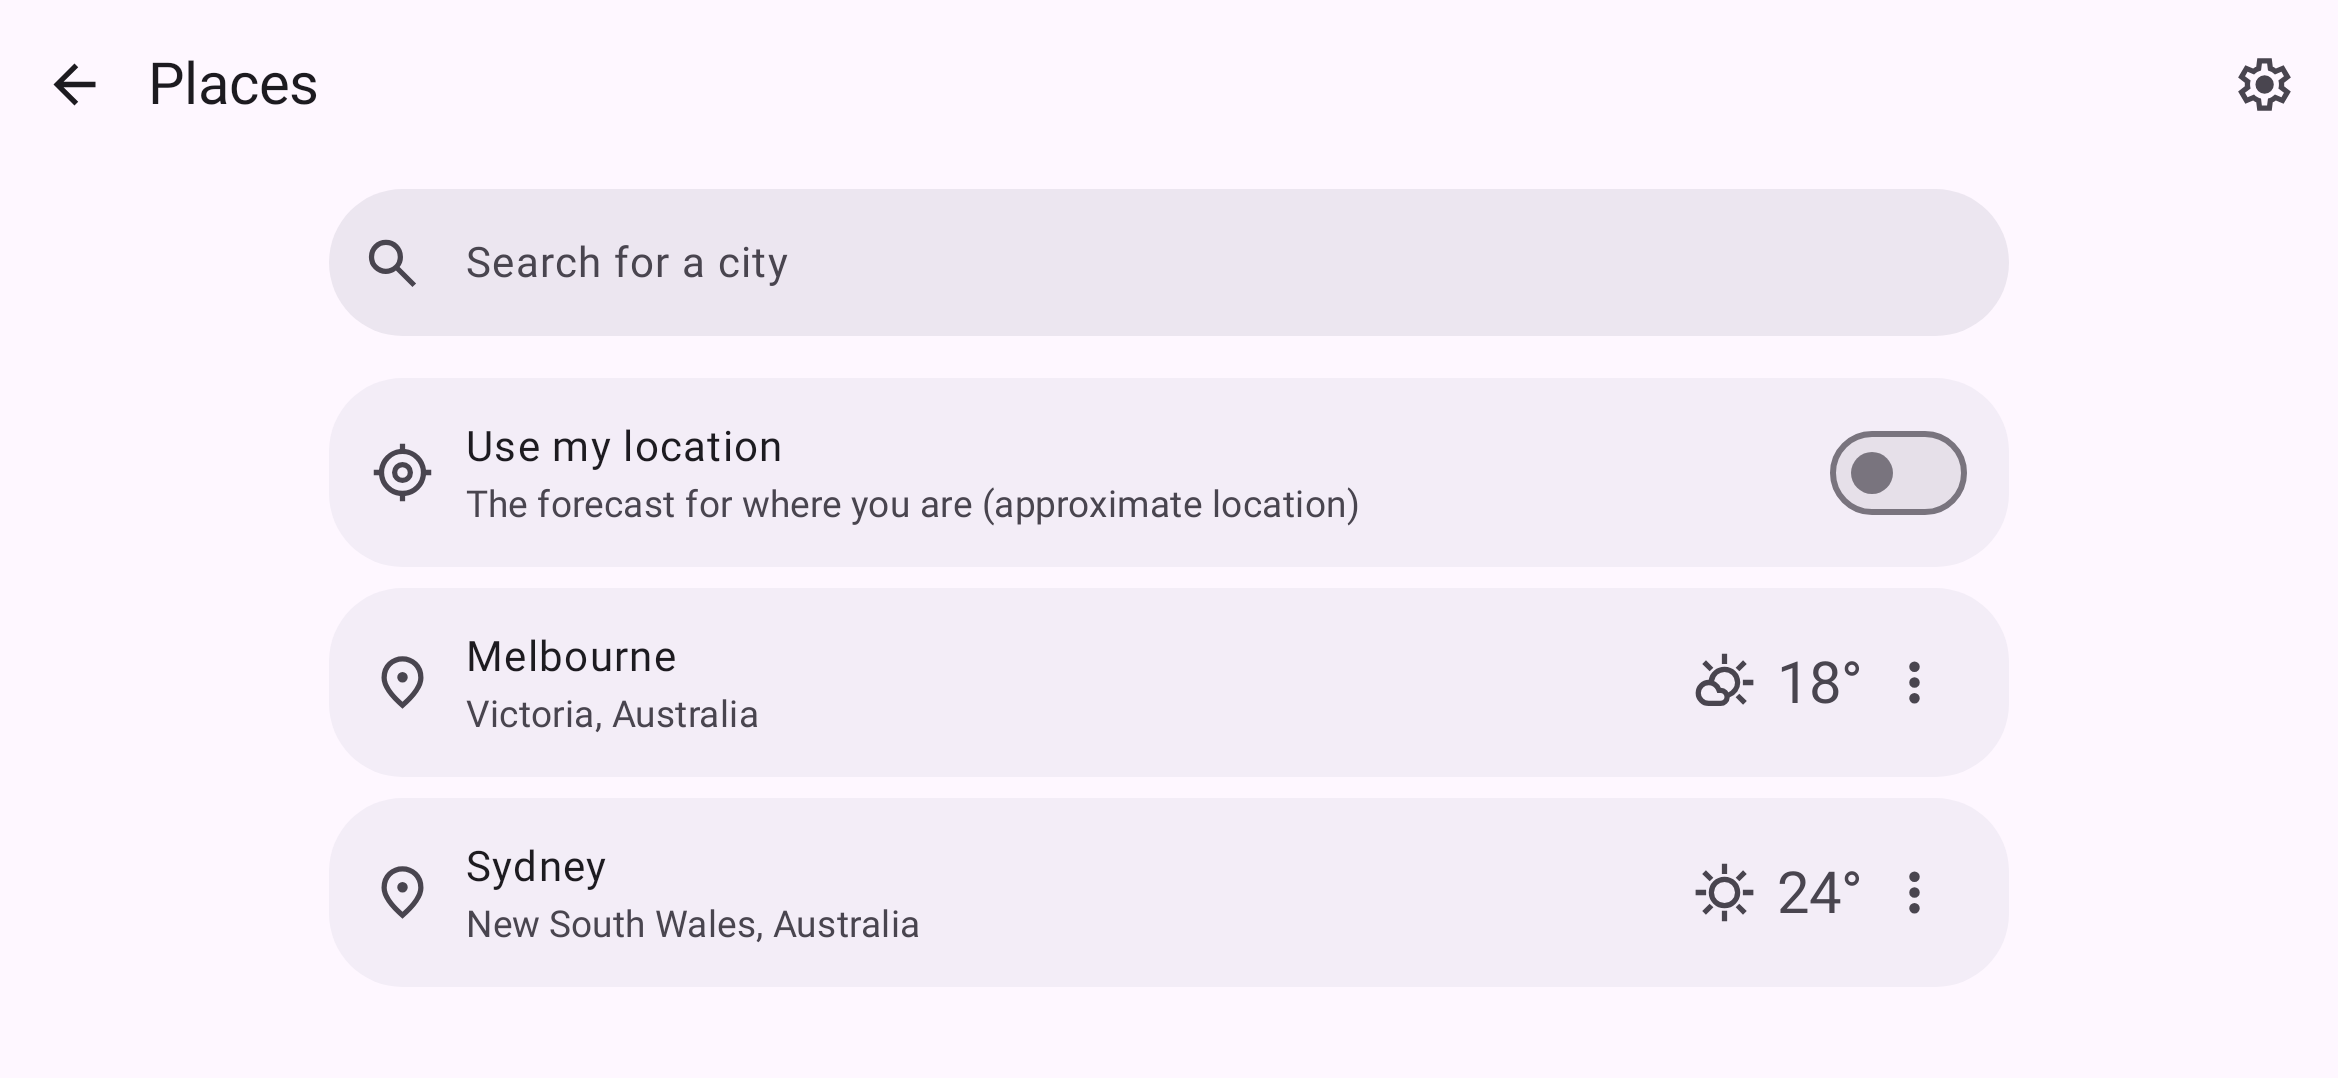 Places
Search for a city
Use my location
The forecast for where you are (approximate location)
Melbourne
Victoria, Australia
18°
Sydney
New South Wales, Australia
24°